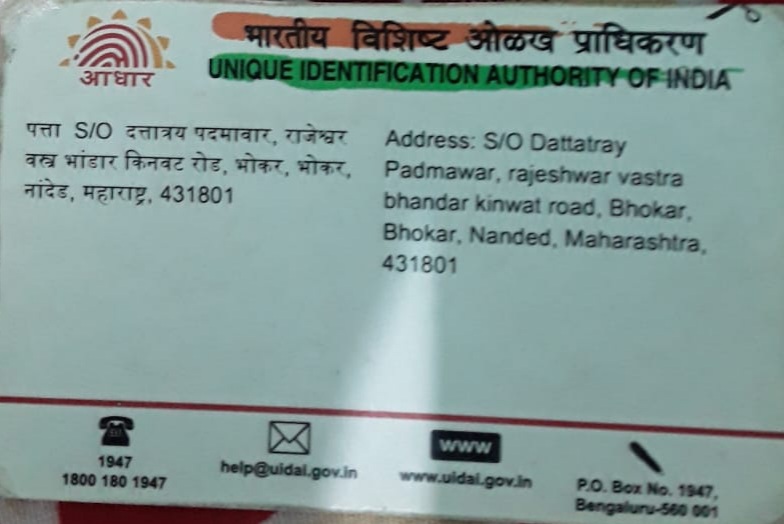 भारतीय विशिष्ट ओळख प्राधिकरण
UNIQUE IDENTIFICATION AUTHORITY OF INDIA
आधार
पत्ता S/O दत्तात्रय पदमावार, राजेश्वर
वस्त्र भांडार किनवट रोड, भोकर, भोकर,
नांदेड, महाराष्ट्र, 431801
Address: S/O Dattatray
Padmawar, rajeshwar vastra
bhandar kinwat road, Bhokar,
Bhokar, Nanded, Maharashtra,
431801
1947
1800 180 1947
help@uidai.gov.in
www
www.uidai.gov.in
P.O. Box No. 1947,
Bengaluru-560 001